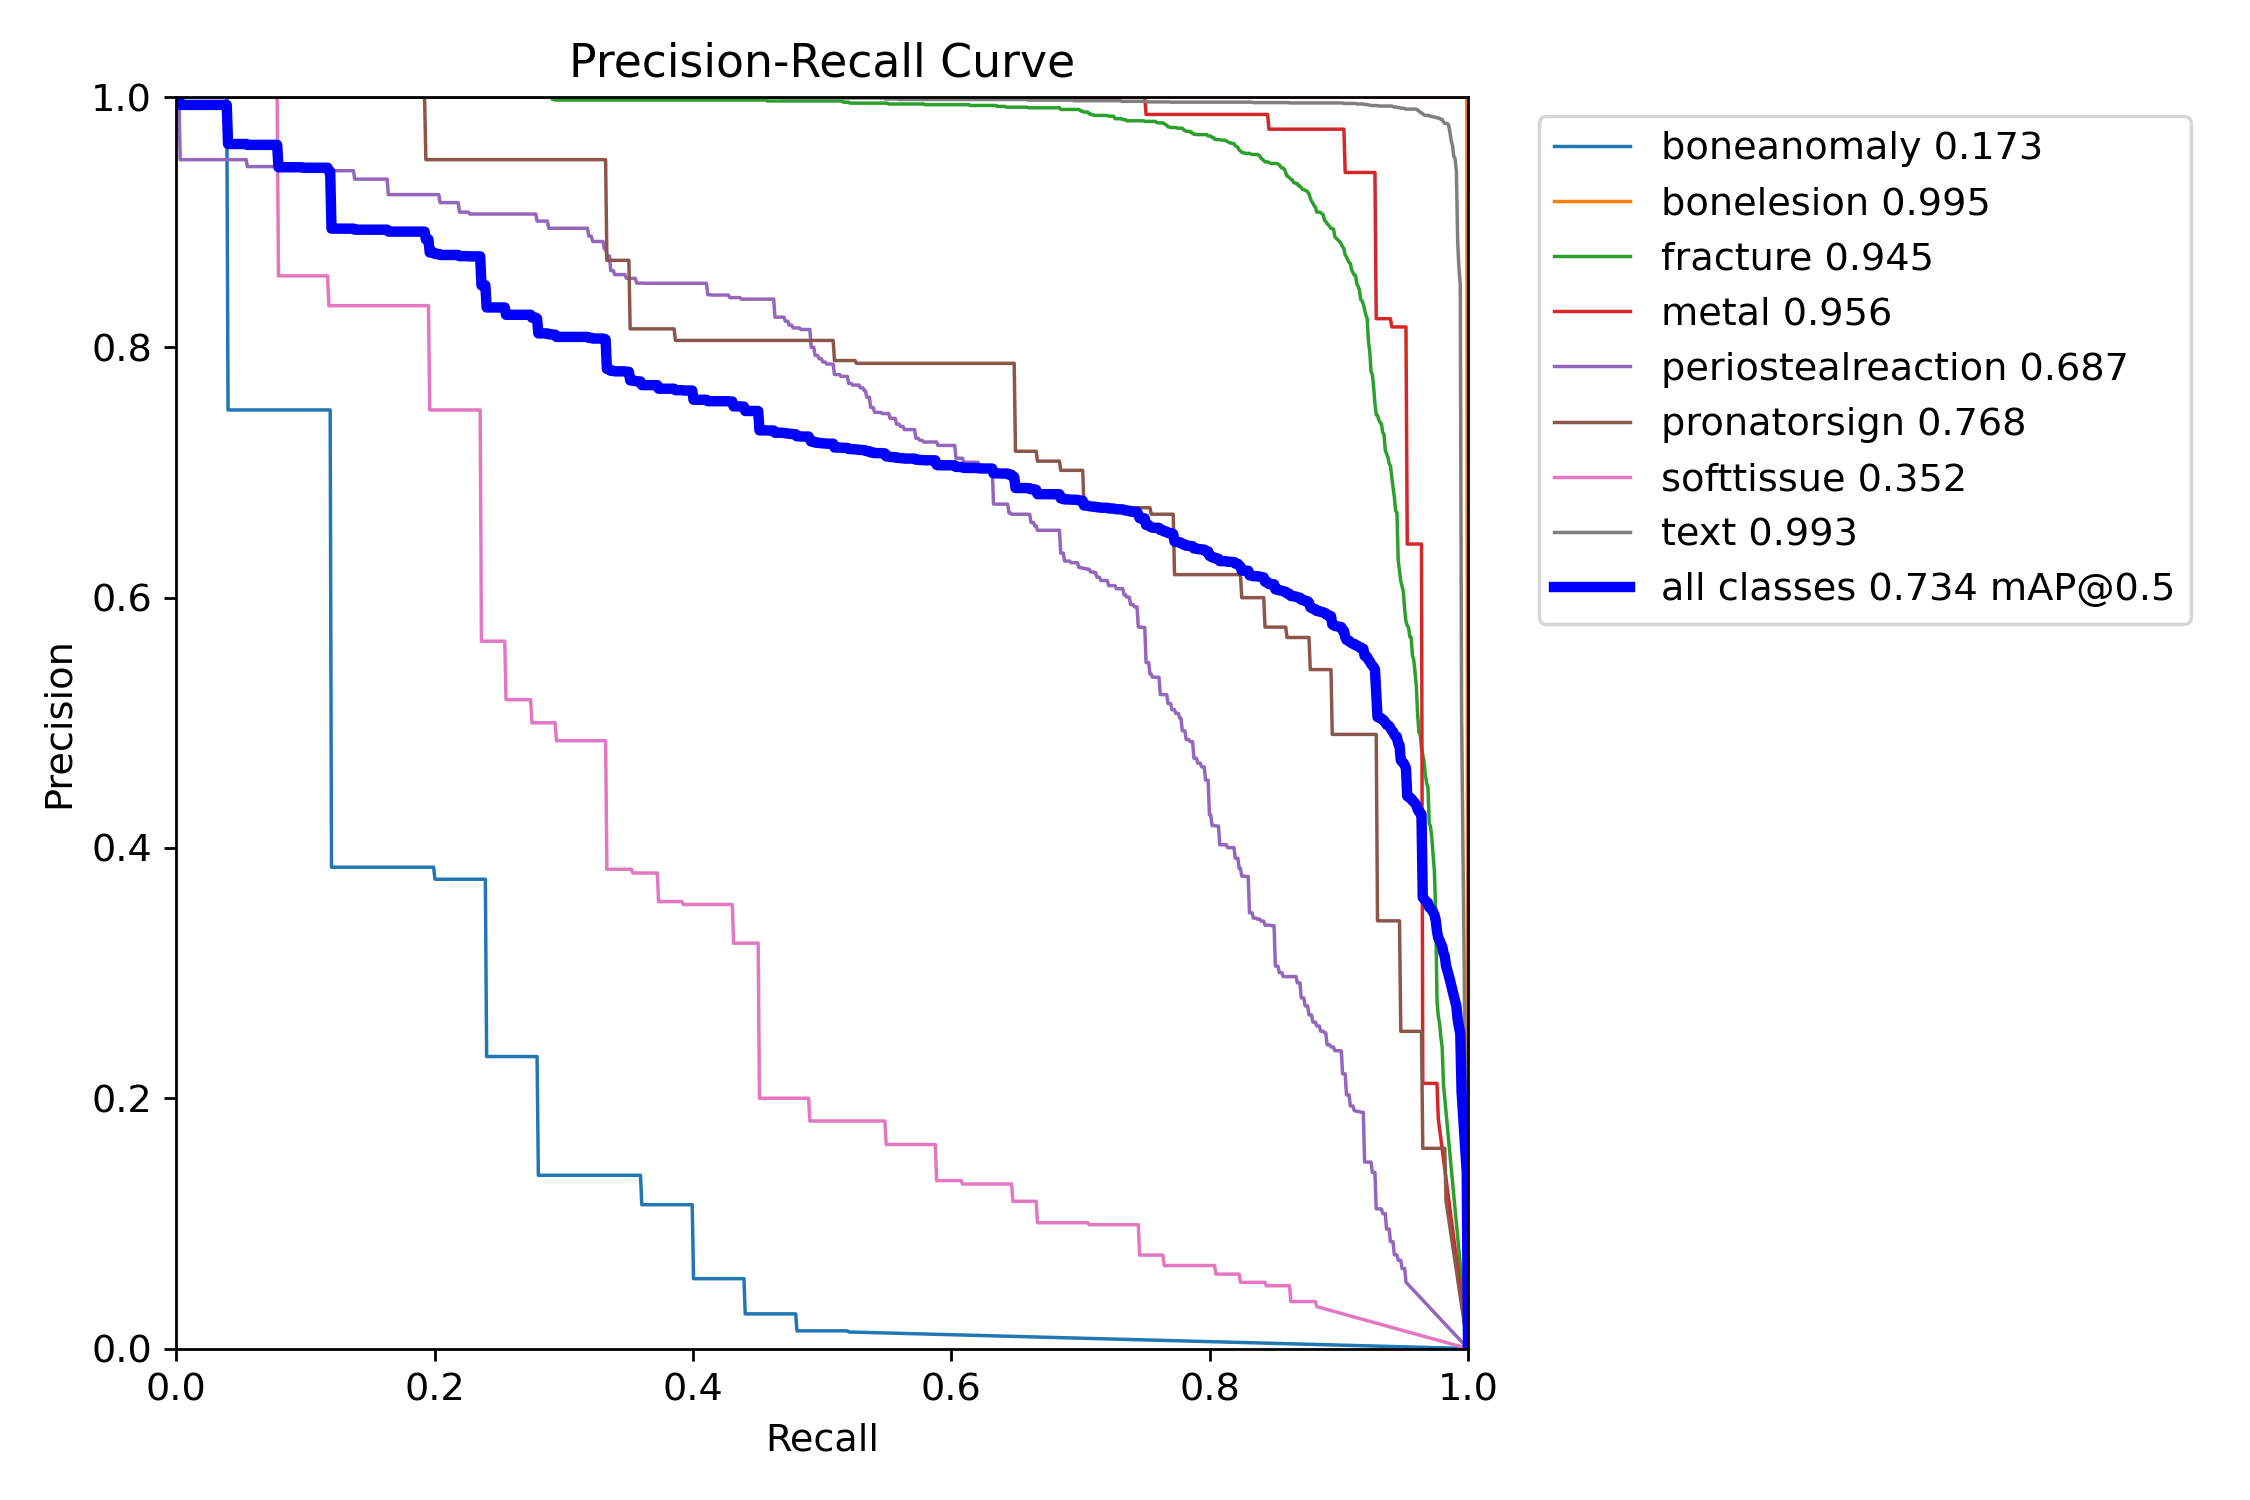 Precision-Recall Curve
1.0
0.8
0.6
0.4
0.2
0.0
Precision
0.0 0.2 0.4 0.6 0.8 1.0
Recall
boneanomaly 0.173
bonelesion 0.995
fracture 0.945
metal 0.956
periostealreaction 0.687
pronatorsign 0.768
softtissue 0.352
text 0.993
all classes 0.734 mAP@0.5